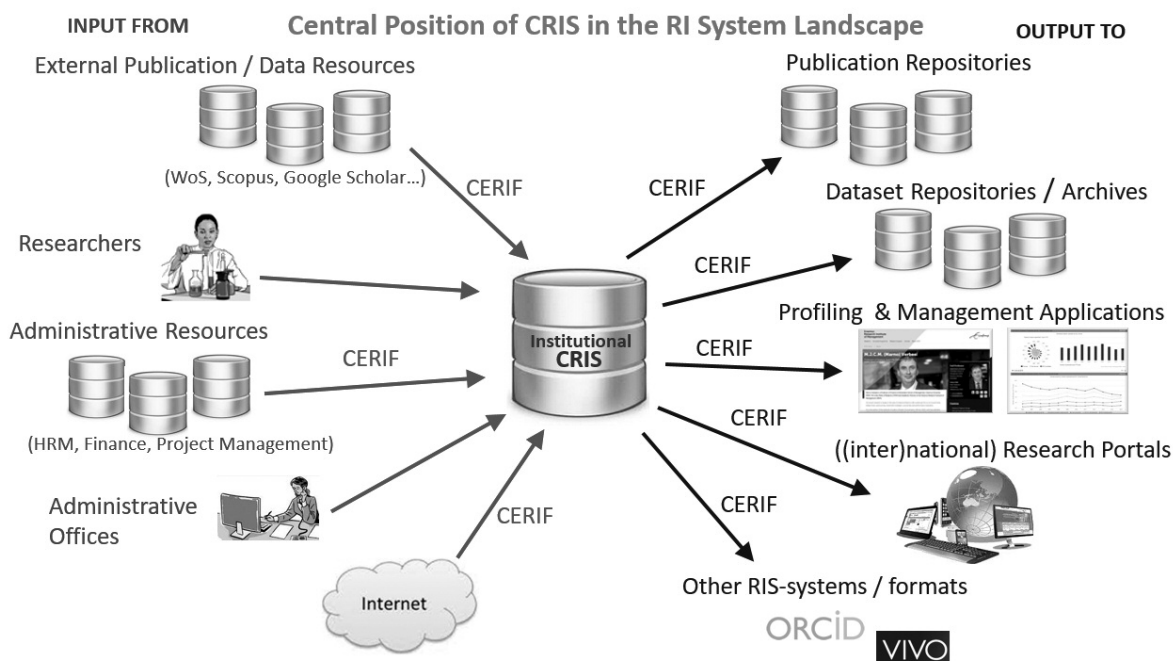 INPUT FROM
Central Position of CRIS in the RI System Landscape
OUTPUT TO
External Publication / Data Resources
(WoS, Scopus, Google Scholar...)
CERIF
Researchers
Administrative Resources
CERIF
(HRM, Finance, Project Management)
Administrative
Offices
CERIF
Internet
Institutional
CRIS
Publication Repositories
CERIF
Dataset Repositories / Archives
CERIF
Profiling & Management Applications
CERIF
((inter)national) Research Portals
CERIF
CERIF
Other RIS-systems / formats
ORCiD
VIVO